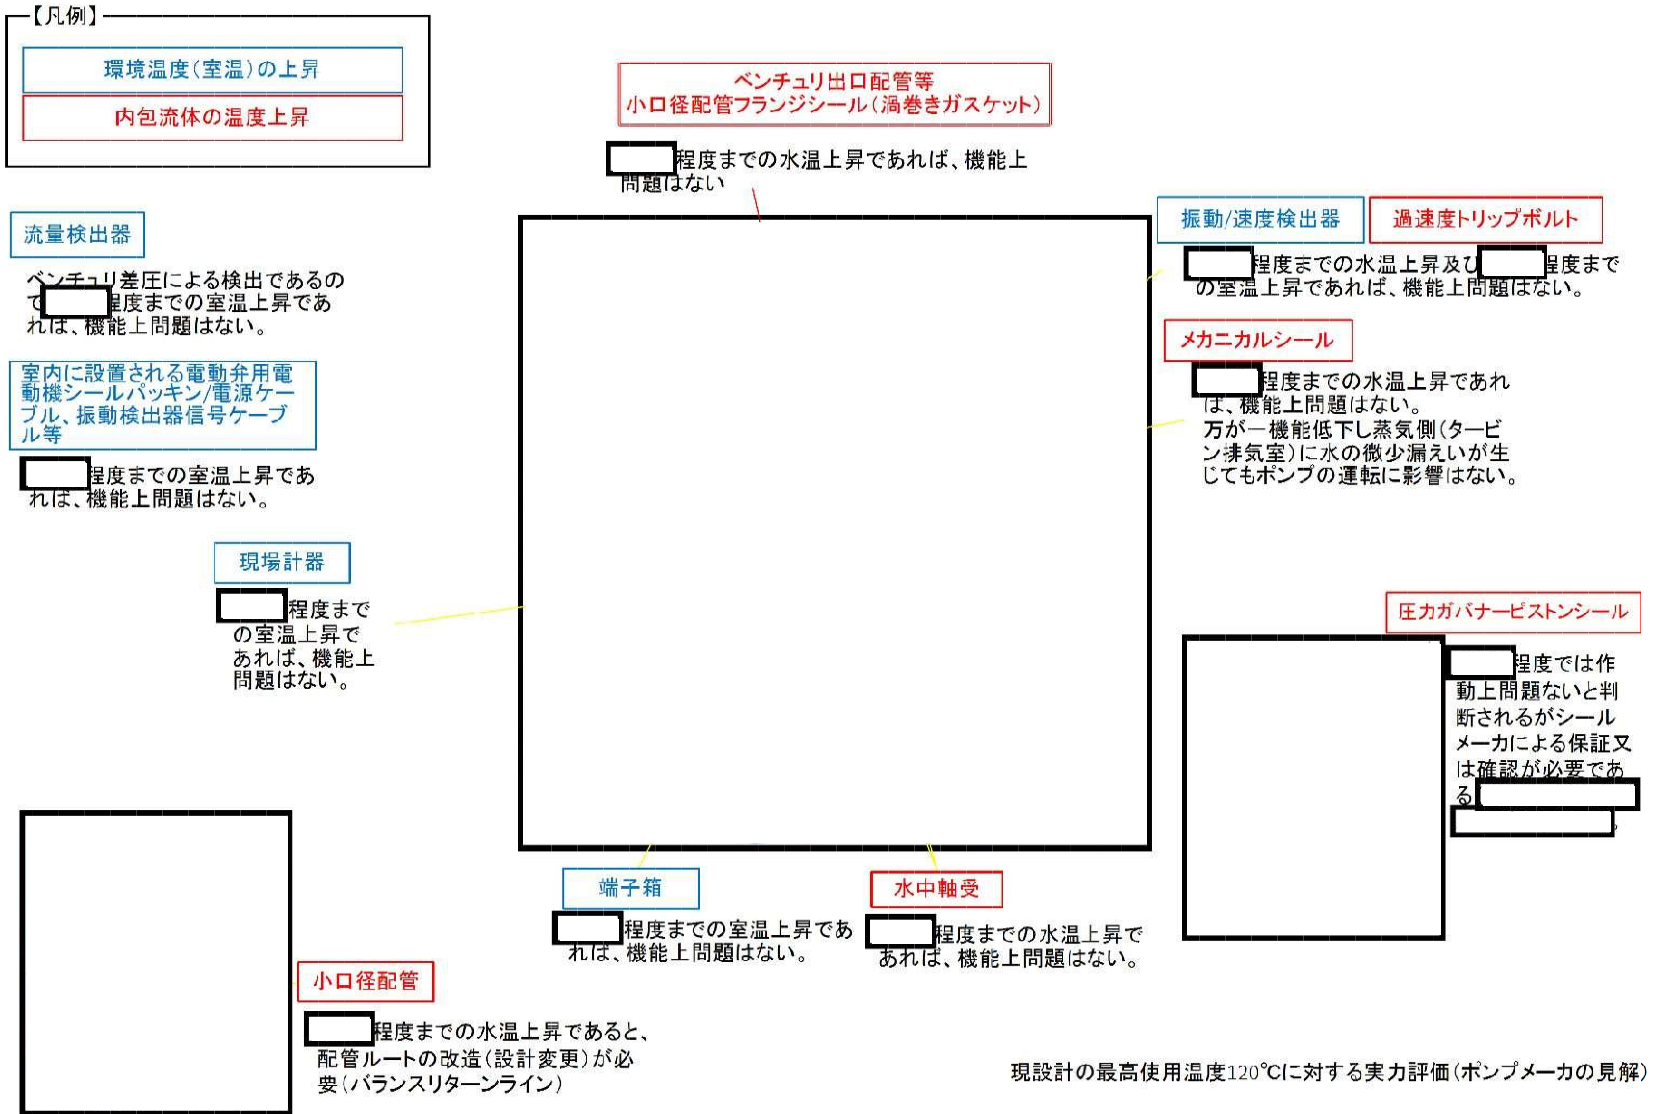 【凡例】
環境温度(室温)の上昇
内包流体の温度上昇
ベンチュリ出口配管等
小口径配管フランジシール(渦巻きガスケット)
程度までの水温上昇であれば、機能上
問題はない
流量検出器
ベンチュリ差圧による検出であるの
で 程度までの室温上昇であ
れば、機能上問題はない。
室内に設置される電動弁用電
動機シールパッキン/電源ケー
ブル、振動検出器信号ケーブ
ル等
程度までの室温上昇であ
れば、機能上問題はない。
現場計器
程度まで
の室温上昇で
あれば、機能上
問題はない。
振動/速度検出器 過速度トリップボルト
程度までの水温上昇及び 程度まで
の室温上昇であれば、機能上問題はない。
メカニカルシール
程度までの水温上昇であれ
ば、機能上問題はない。
万が一機能低下し蒸気側(タービ
ン排気室)に水の微少漏えいが生
じてもポンプの運転に影響はない。
圧力ガバナーピストンシール
程度では作
動上問題ないと判
断されるがシール
メーカによる保証又
は確認が必要であ
る
。
端子箱
程度までの室温上昇であ
れば、機能上問題はない。
水中軸受
程度までの水温上昇で
あれば、機能上問題はない。
小口径配管
程度までの水温上昇であると、
配管ルートの改造(設計変更)が必
要(バランスリターンライン)
現設計の最高使用温度120℃に対する実力評価(ポンプメーカの見解)